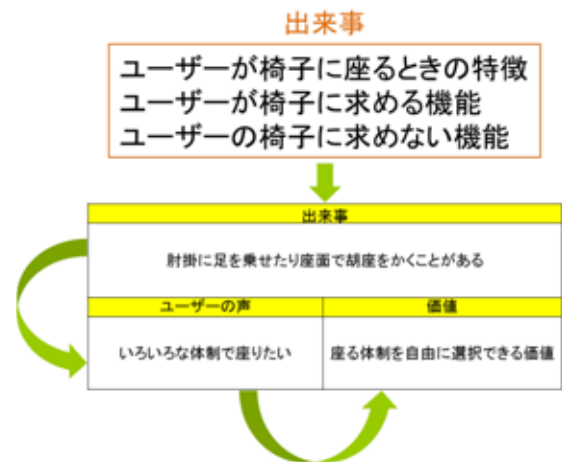 出来事
ユーザーが椅子に座るときの特徴
ユーザーが椅子に求める機能
ユーザーの椅子に求めない機能
出来事
肘掛に足を乗せたり座面で胡座をかくことがある
ユーザーの声
価値
いろいろな体制で座りたい
座る体制を自由に選択できる価値